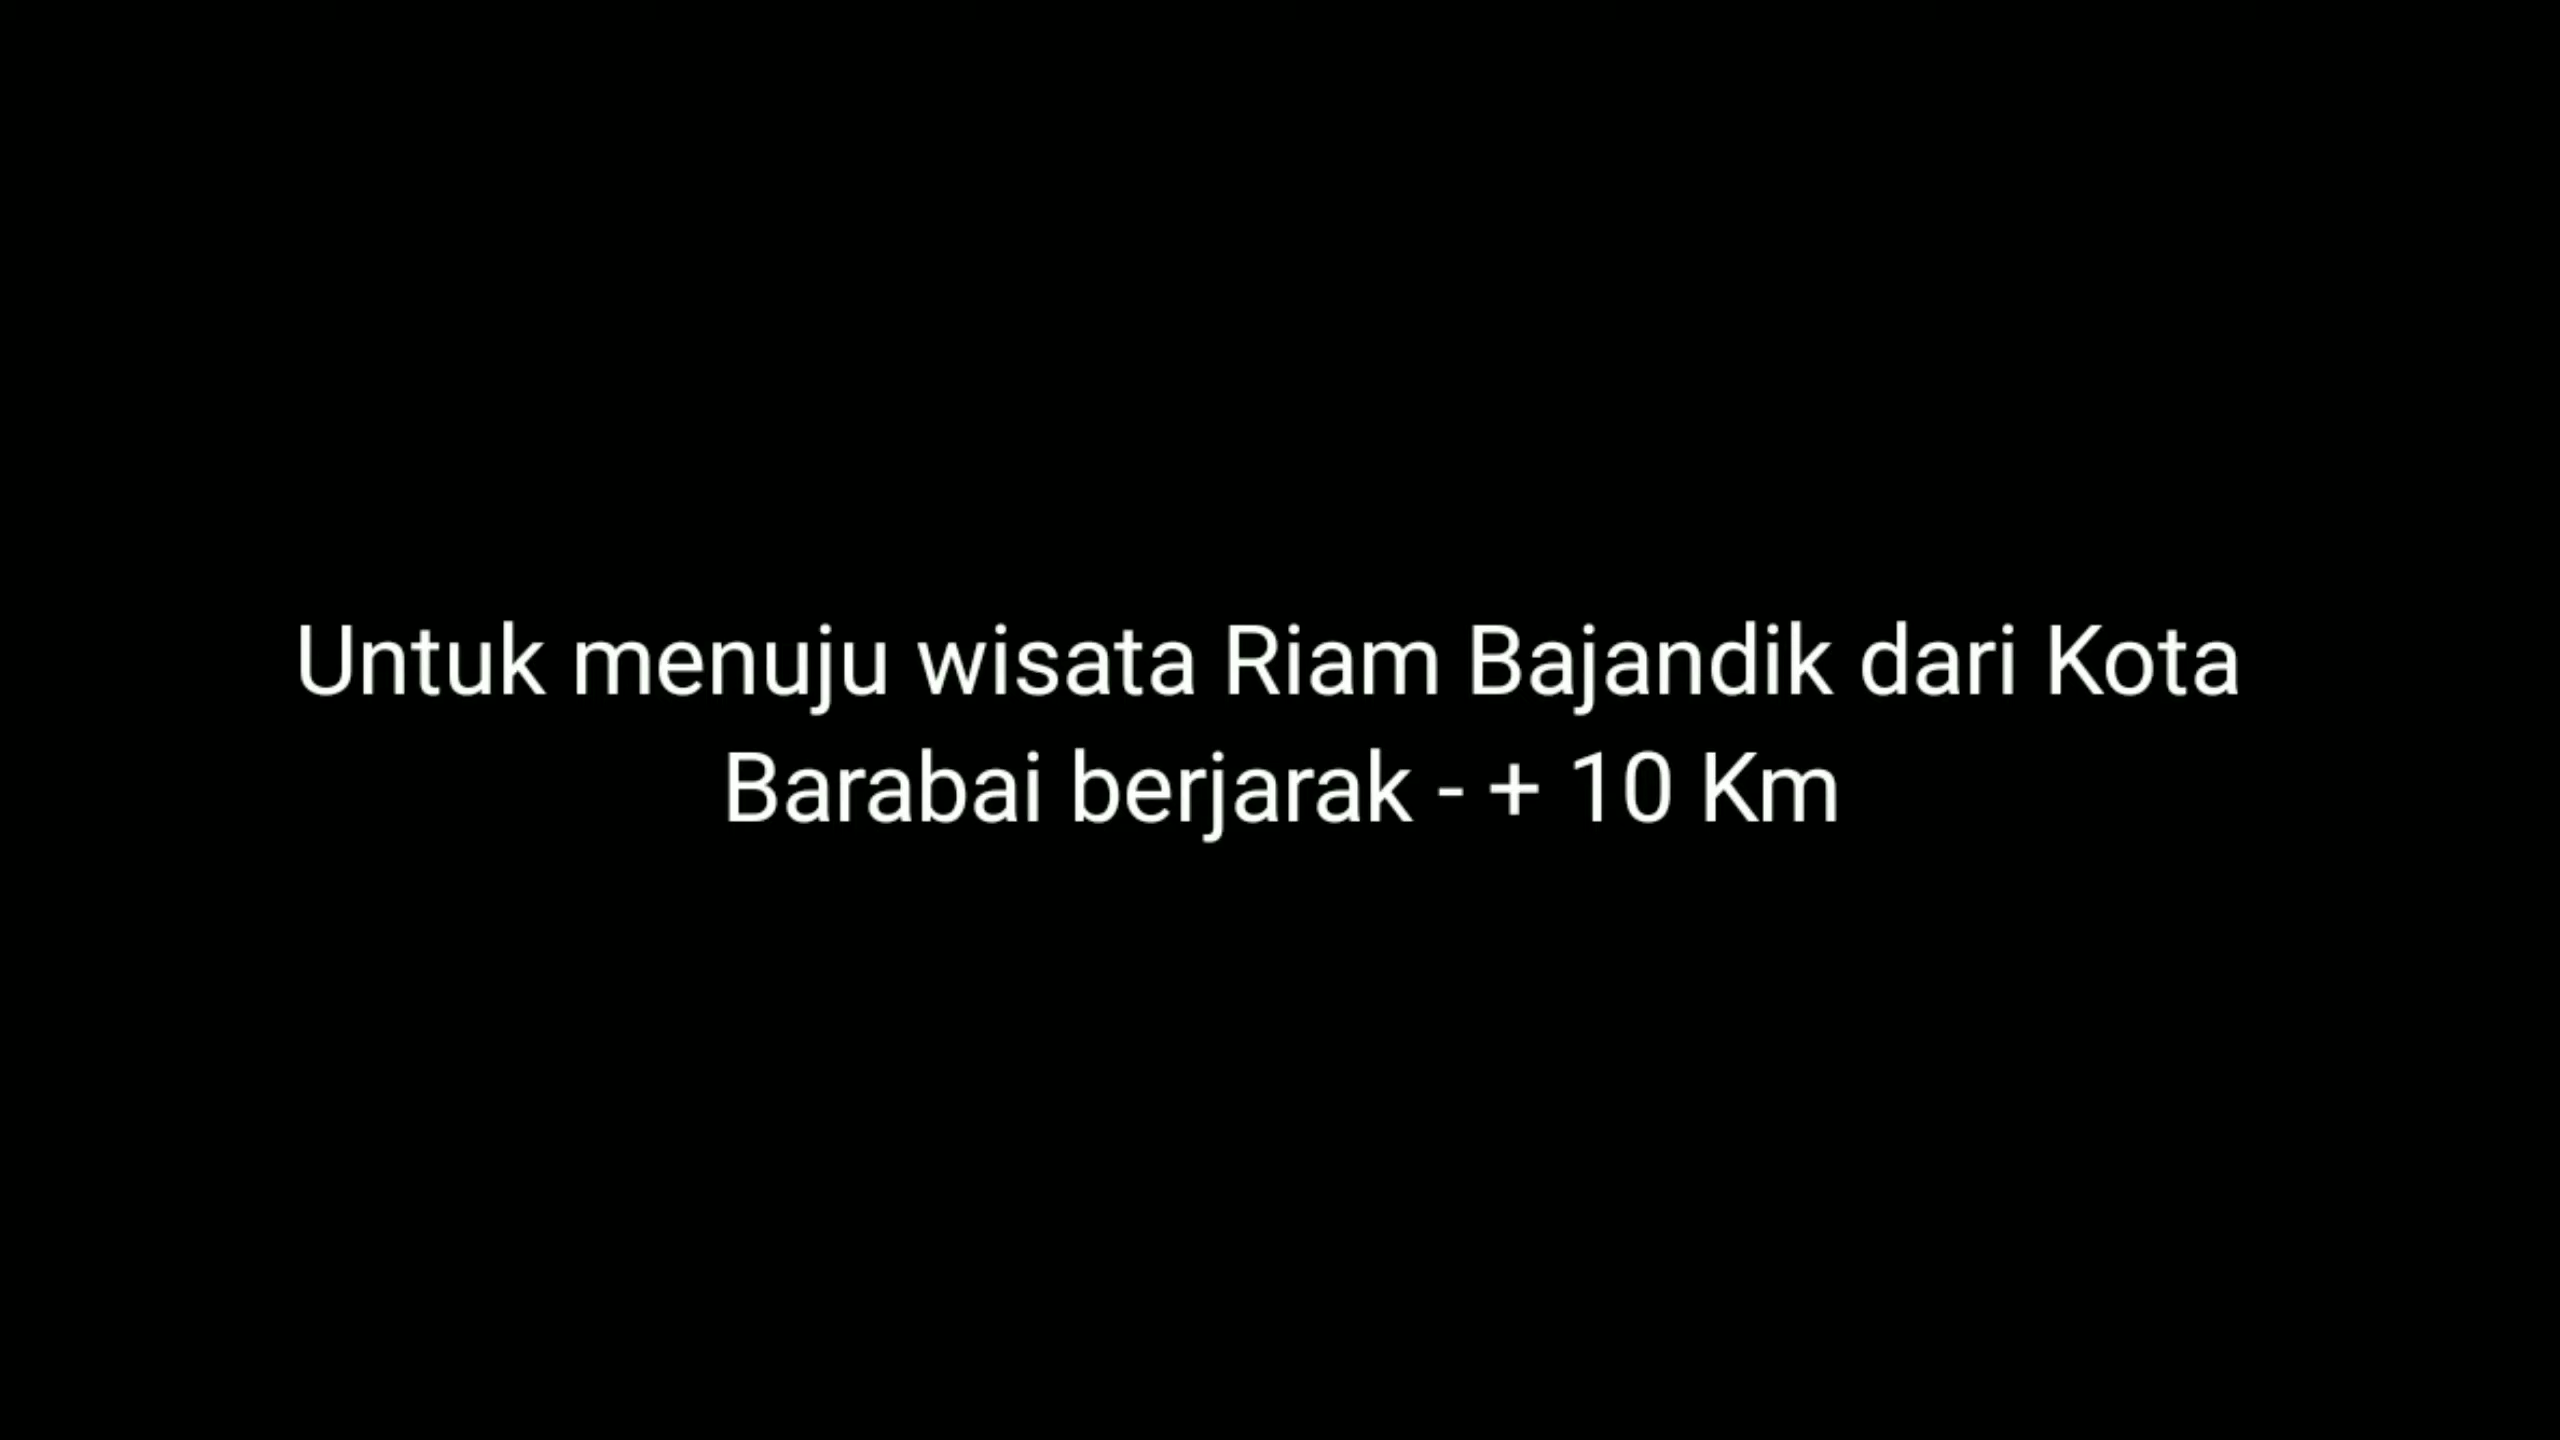 Untuk menuju wisata Riam Bajandik dari Kota
Barabai berjarak - + 10 Km